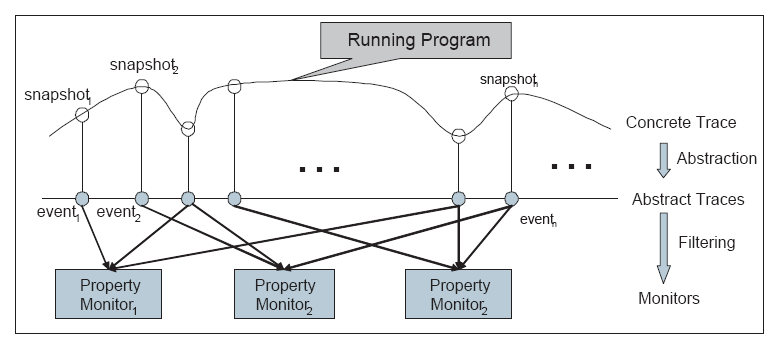 Running Program
snapshot1
snapshot2
snapshotn
Concrete Trace
Abstraction
. . .
. . .
Abstract Traces
event1
event2
eventn
Filtering
Property
Monitor1
Property
Monitor2
Property
Monitor2
Monitors